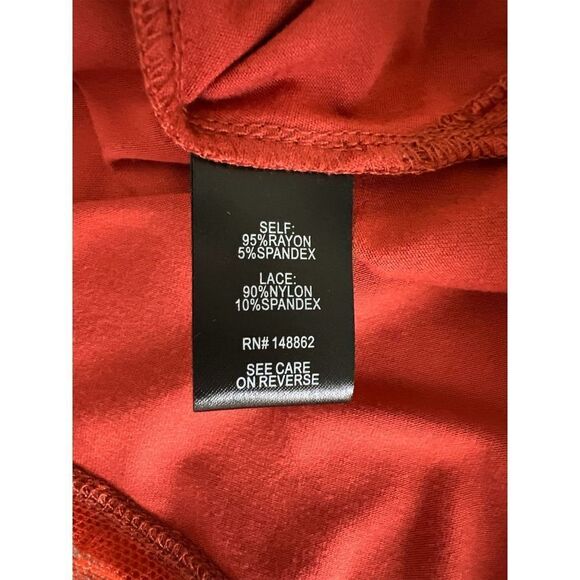 SELF:
95%RAYON
5%SPANDEX
LACE:
90%NYLON
10%SPANDEX
RN# 148862
SEE CARE
ON REVERSE